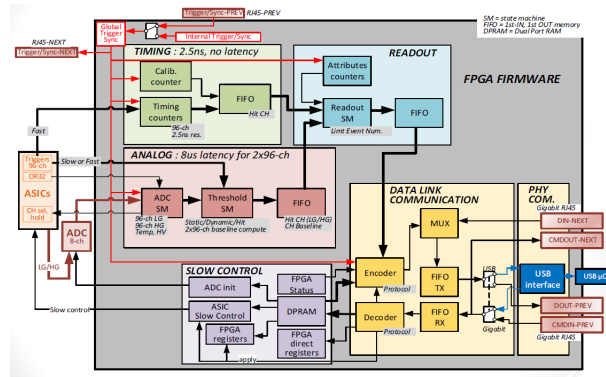 Trigger/Sync-PREV
RJ45-PREV
Global
Trigger
Sync
Internal Trigger/Sync
SM = state machine
FIFO = 1st-IN, 1st OUT memory
DPRAM = Dual Port RAM
RJ45-NEXT
Trigger/Sync-NEXT
TIMING : 2.5ns, no latency
READOUT
FPGA FIRMWARE
Calib.
counter
Timing
counters
FIFO
Hit CH
96-ch
2.5ns res.
Attributes
counters
Readout
SM
FIFO
Limt Event Num.
Fast
Slow or Fast
Triggers
96-ch
OR32
ASICs
CH sel,
hold
ADC
8-ch
LG/HG
ANALOG : 8us latency for 2x96-ch
ADC
SM
Threshold
SM
FIFO
96-ch LG
96-ch HG
Temp, HV
Static/Dynamic/Hit
2x96-ch baseline compute
Hit CH (LG/HG)
CH Baseline
DATA LINK
COMMUNICATION
PHY
COM.
Gigabit RJ45
MUX
DIN-NEXT
CMDOUT-NEXT
Encoder
Protocol
FIFO
TX
USB
USB
interface
USB µC
Decoder
Protocol
FIFO
RX
Gigabit
DOUT-PREV
CMDIN-PREV
Gigabit RJ45
SLOW CONTROL
ADC init
FPGA
Status
Slow control
ASIC
Slow Control
DPRAM
FPGA
registers
FPGA
direct
registers
apply